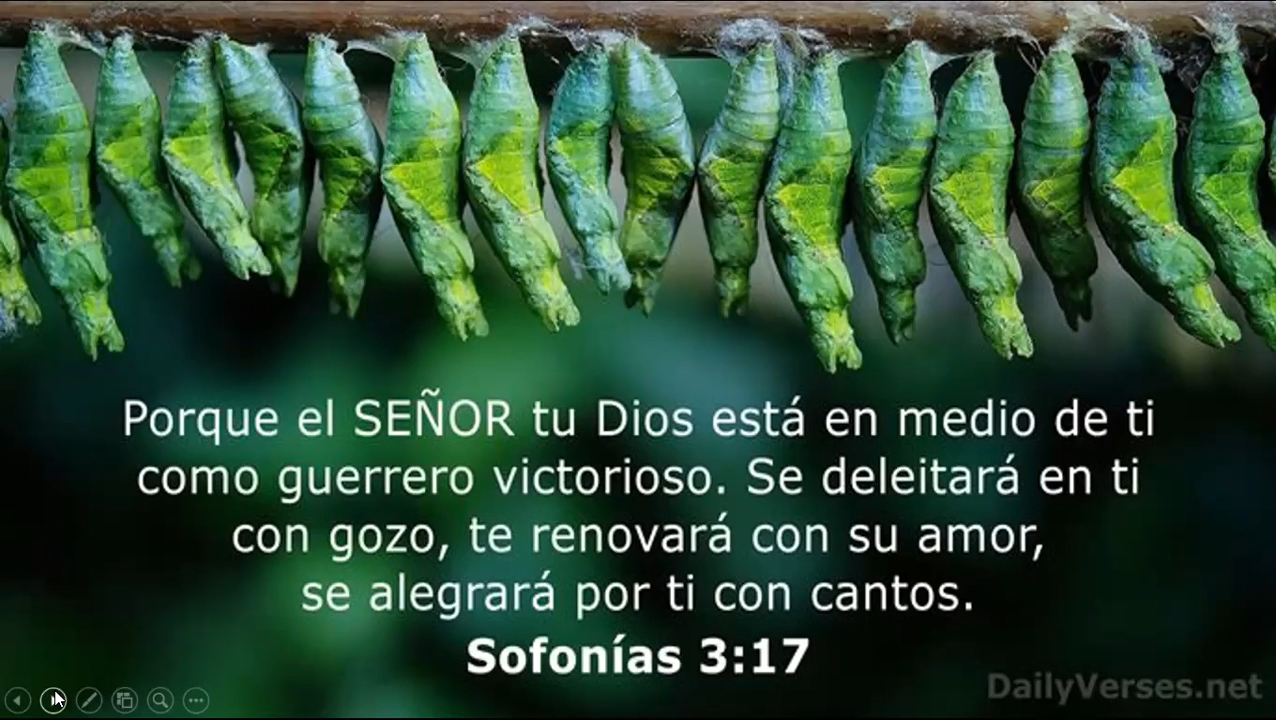 Porque el SEÑOR tu Dios está en medio de ti
como guerrero victorioso. Se deleitará en ti
con gozo, te renovará con su amor,
se alegrará por ti con cantos.
Sofonías 3:17
DailyVerses.net